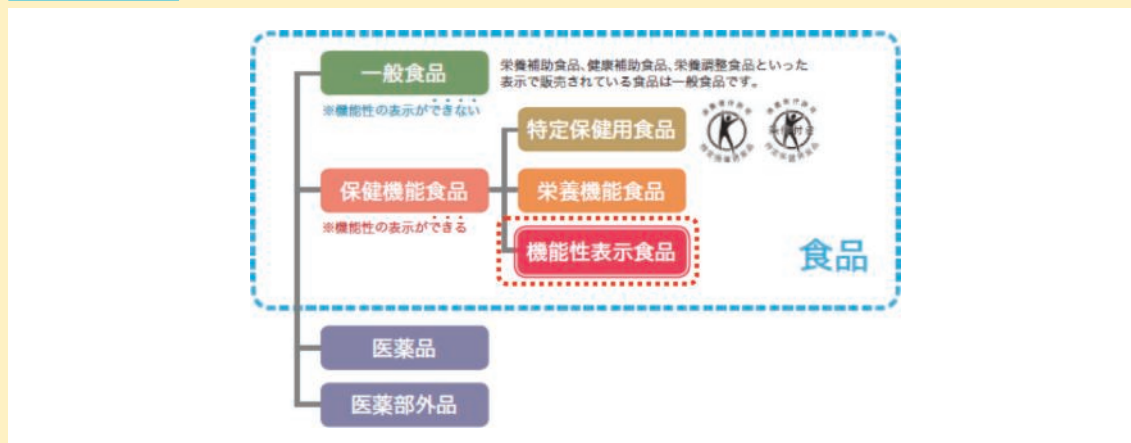 一般食品
栄養補助食品、健康補助食品、栄養調整食品といった
表示で販売されている食品は一般食品です。
※機能性の表示ができない
特定保健用食品
保健機能食品
栄養機能食品
※機能性の表示ができる
機能性表示食品
食品
医薬品
医薬部外品